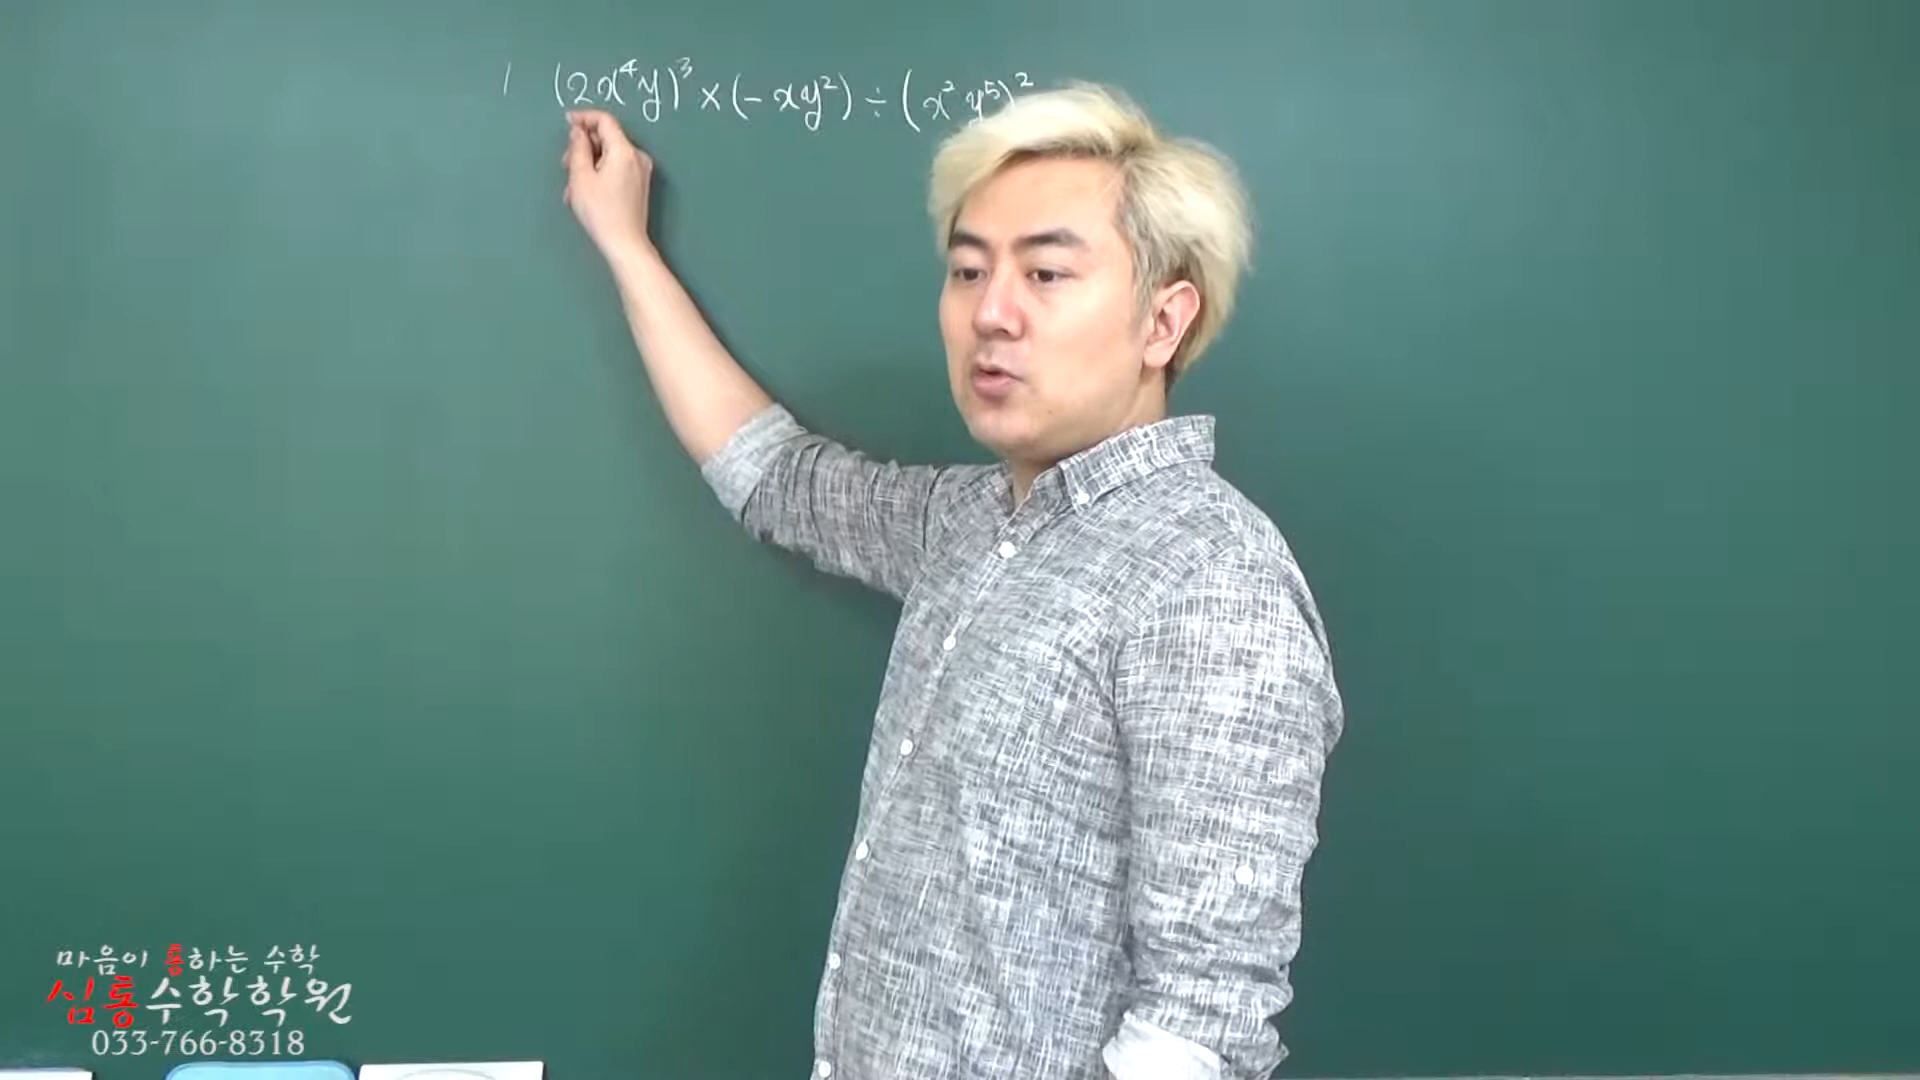 1 (2x⁴y)³ × (-xy²) ÷ (x²y⁵)²
마음이 통하는 수학
심통수학학원
033-766-8318